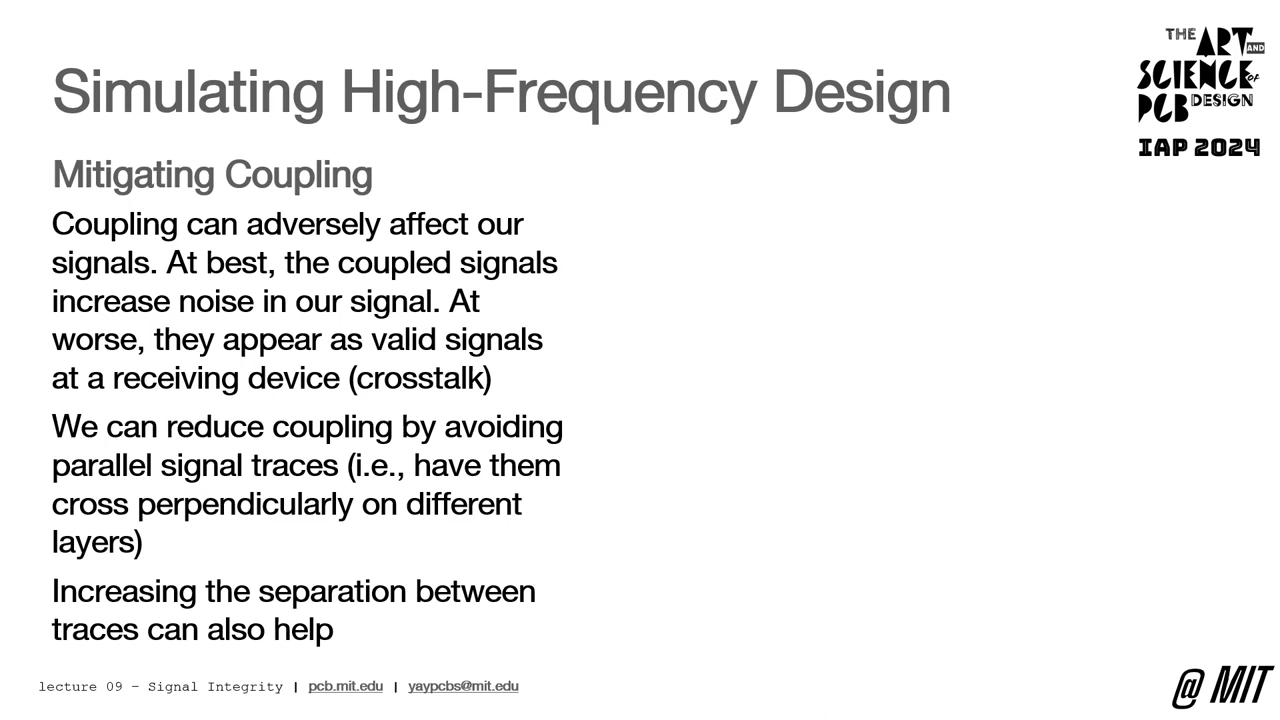 Simulating High-Frequency Design
THE ART AND
SCIENCE OF
PCB DESIGN
IAP 2024
Mitigating Coupling
Coupling can adversely affect our
signals. At best, the coupled signals
increase noise in our signal. At
worse, they appear as valid signals
at a receiving device (crosstalk)
We can reduce coupling by avoiding
parallel signal traces (i.e., have them
cross perpendicularly on different
layers)
Increasing the separation between
traces can also help
lecture 09 - Signal Integrity | pcb.mit.edu | yaypcbs@mit.edu
@ MIT